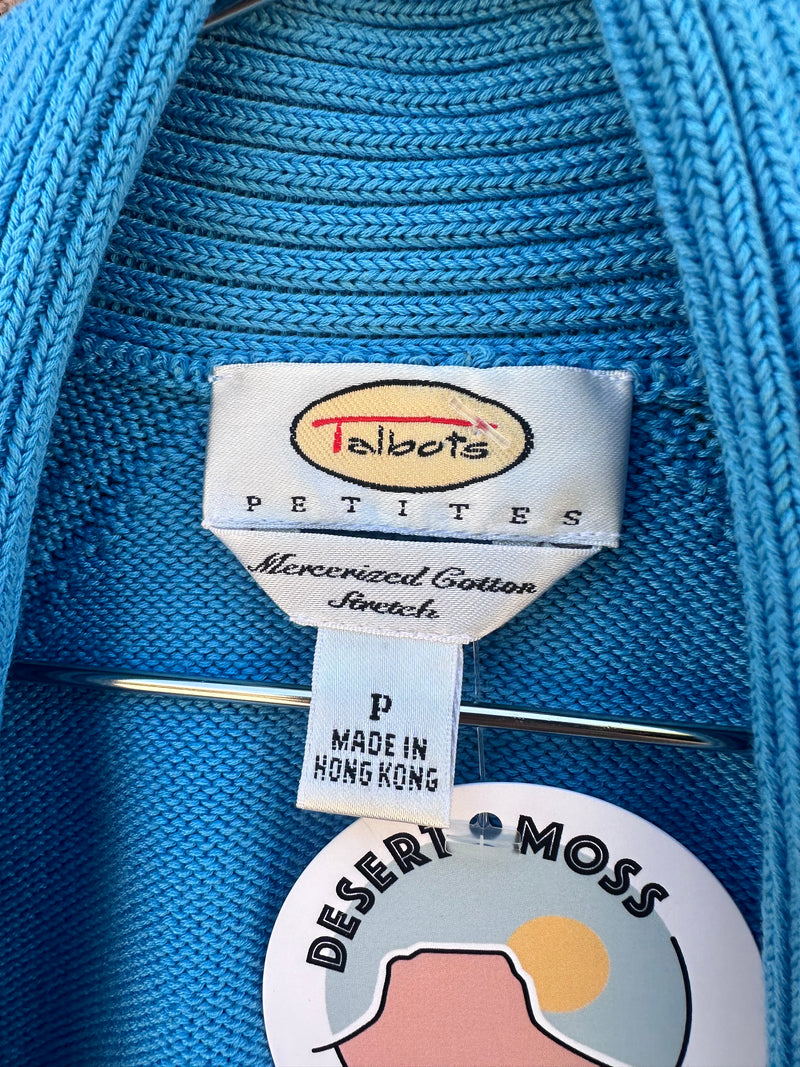 Talbots
PETITES
Mercerized Cotton
Stretch
P
MADE IN
HONG KONG
DESERT MOSS